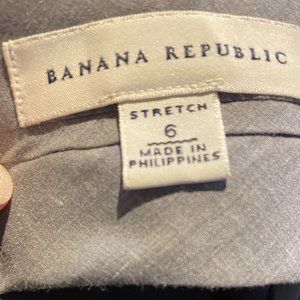 BANANA REPUBLIC
STRETCH
6
MADE IN
PHILIPPINES